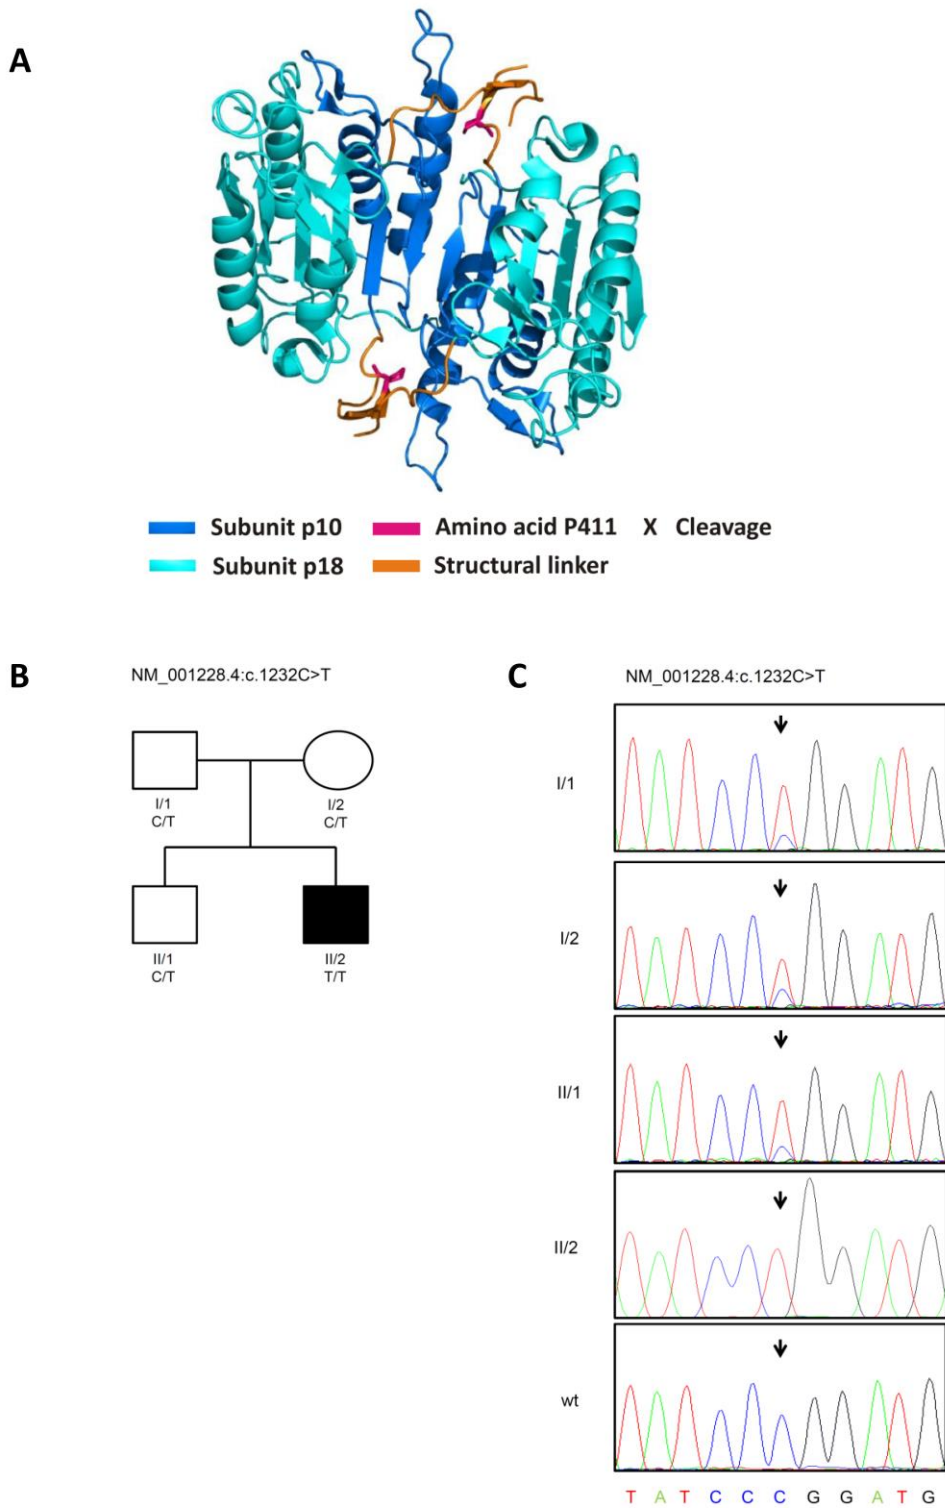 A
Subunit p10 Amino acid P411 X Cleavage
Subunit p18 Structural linker
B
NM_001228.4:c.1232C>T
I/1
C/T
I/2
C/T
II/1
C/T
II/2
T/T
C
NM_001228.4:c.1232C>T
I/1
I/2
II/1
II/2
wt
T A T C C C G G A T G